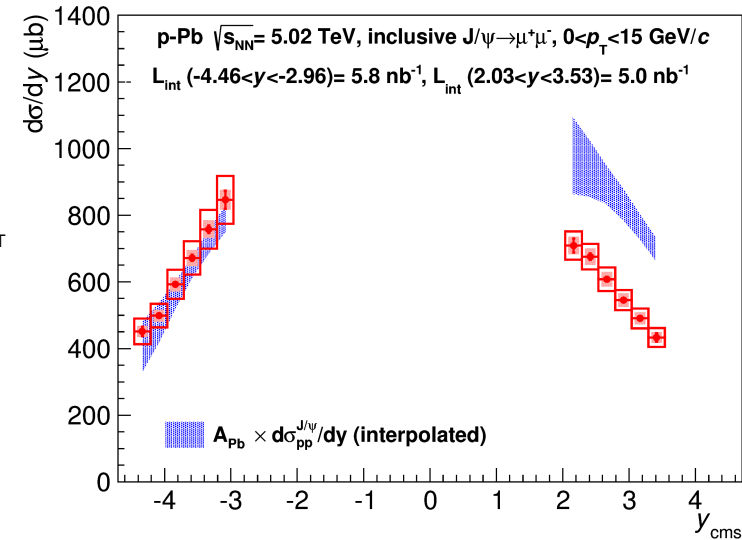 1400
1200
1000
800
600
400
200
0
dσ/dy (μb)
T
p-Pb √sNN= 5.02 TeV, inclusive J/ψ→μ⁺μ⁻, 0<pT<15 GeV/c
Lint (-4.46<y<-2.96)= 5.8 nb⁻¹, Lint (2.03<y<3.53)= 5.0 nb⁻¹
APb × dσppJ/ψ/dy (interpolated)
-4 -3 -2 -1 0 1 2 3 4
ycms